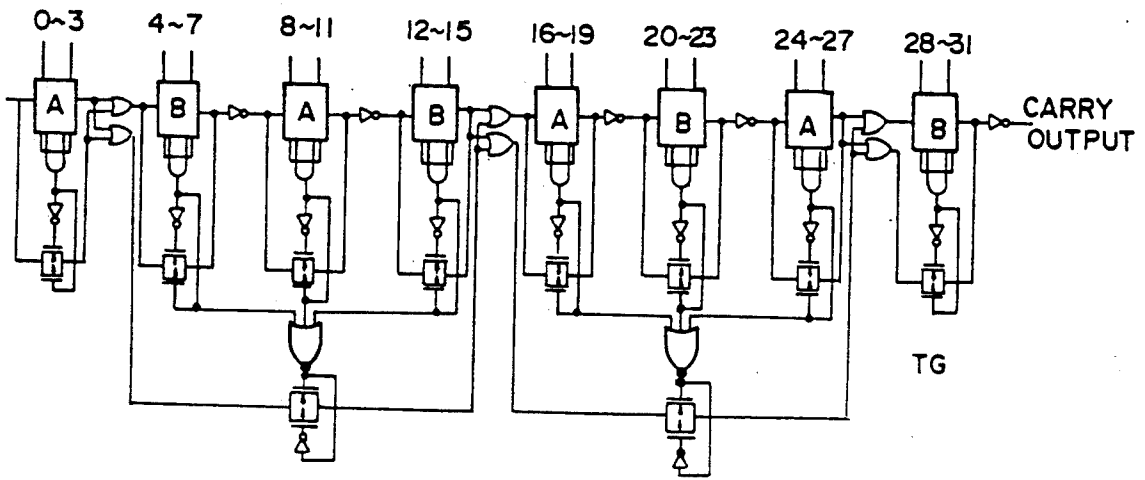 0~3 4~7 8~11 12~15 16~19 20~23 24~27 28~31
A B A B A B A B
CARRY
OUTPUT
TG